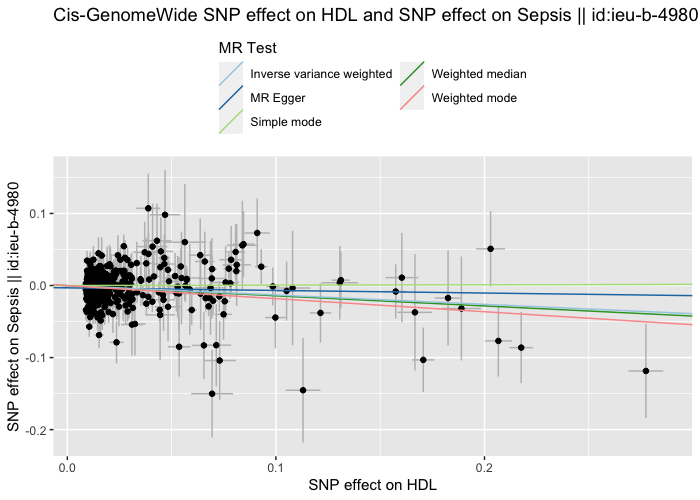 Cis-GenomeWide SNP effect on HDL and SNP effect on Sepsis || id:ieu-b-4980
MR Test
Inverse variance weighted
Weighted median
MR Egger
Weighted mode
Simple mode
SNP effect on Sepsis || id:ieu-b-4980
0.1
0.0
-0.1
-0.2
0.0
0.1
0.2
SNP effect on HDL